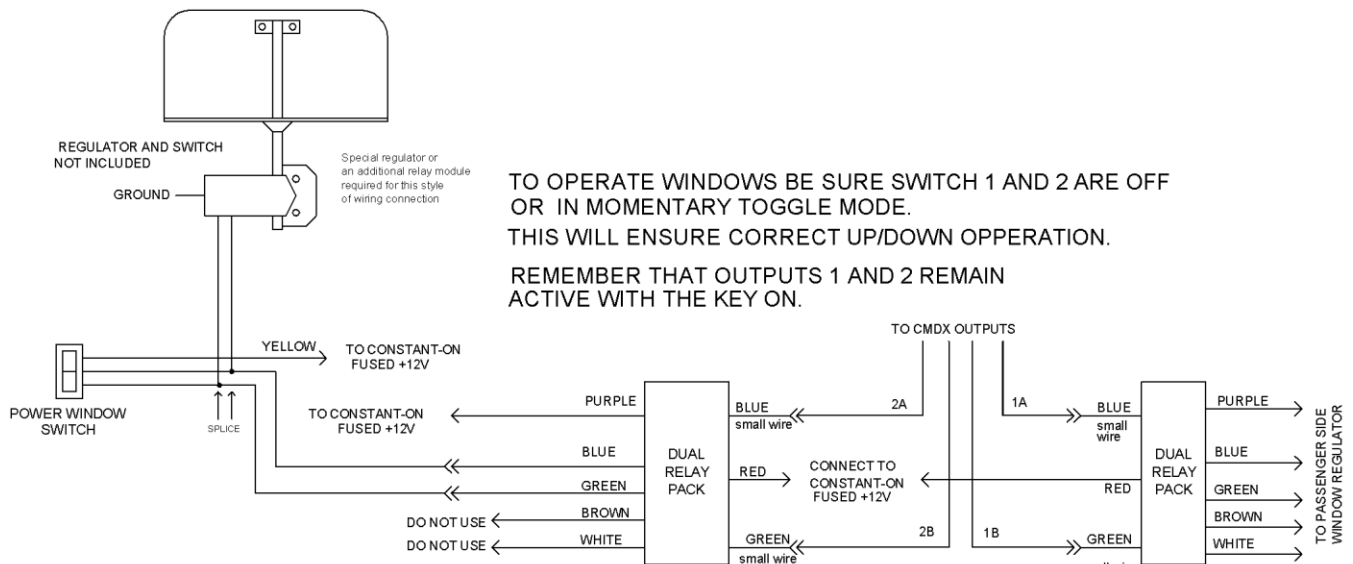 REGULATOR AND SWITCH
NOT INCLUDED
GROUND
Special regulator or
an additional relay module
required for this style
of wiring connection
TO OPERATE WINDOWS BE SURE SWITCH 1 AND 2 ARE OFF
OR IN MOMENTARY TOGGLE MODE.
THIS WILL ENSURE CORRECT UP/DOWN OPPERATION.
REMEMBER THAT OUTPUTS 1 AND 2 REMAIN
ACTIVE WITH THE KEY ON.
YELLOW
TO CONSTANT-ON
FUSED +12V
POWER WINDOW
SWITCH
SPLICE
TO CONSTANT-ON
FUSED +12V
PURPLE
BLUE
GREEN
BROWN
WHITE
DO NOT USE
DO NOT USE
DUAL
RELAY
PACK
BLUE
small wire
RED
GREEN
small wire
TO CMDX OUTPUTS
2A
1A
CONNECT TO
CONSTANT-ON
FUSED +12V
2B
1B
BLUE
small
wire
RED
GREEN
DUAL
RELAY
PACK
PURPLE
BLUE
GREEN
BROWN
WHITE
TO PASSENGER SIDE
WINDOW REGULATOR